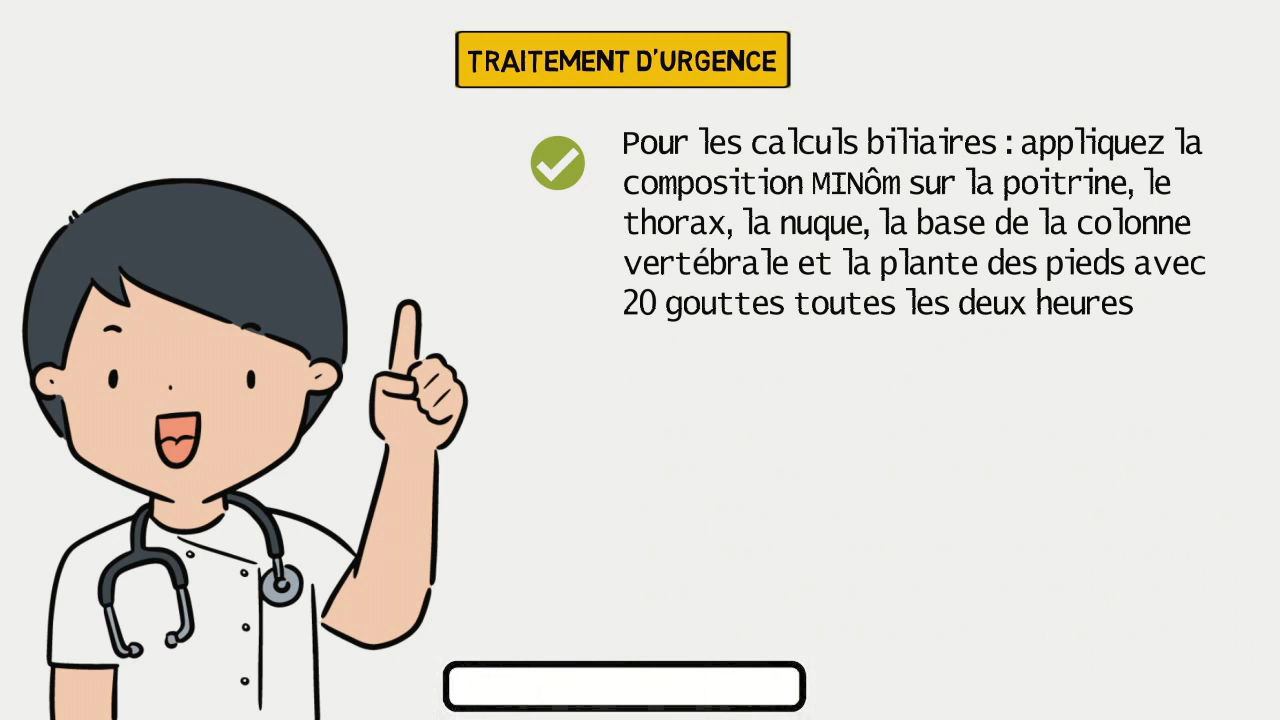 TRAITEMENT D'URGENCE
Pour les calculs biliaires : appliquez la
composition MINôm sur la poitrine, le
thorax, la nuque, la base de la colonne
vertébrale et la plante des pieds avec
20 gouttes toutes les deux heures